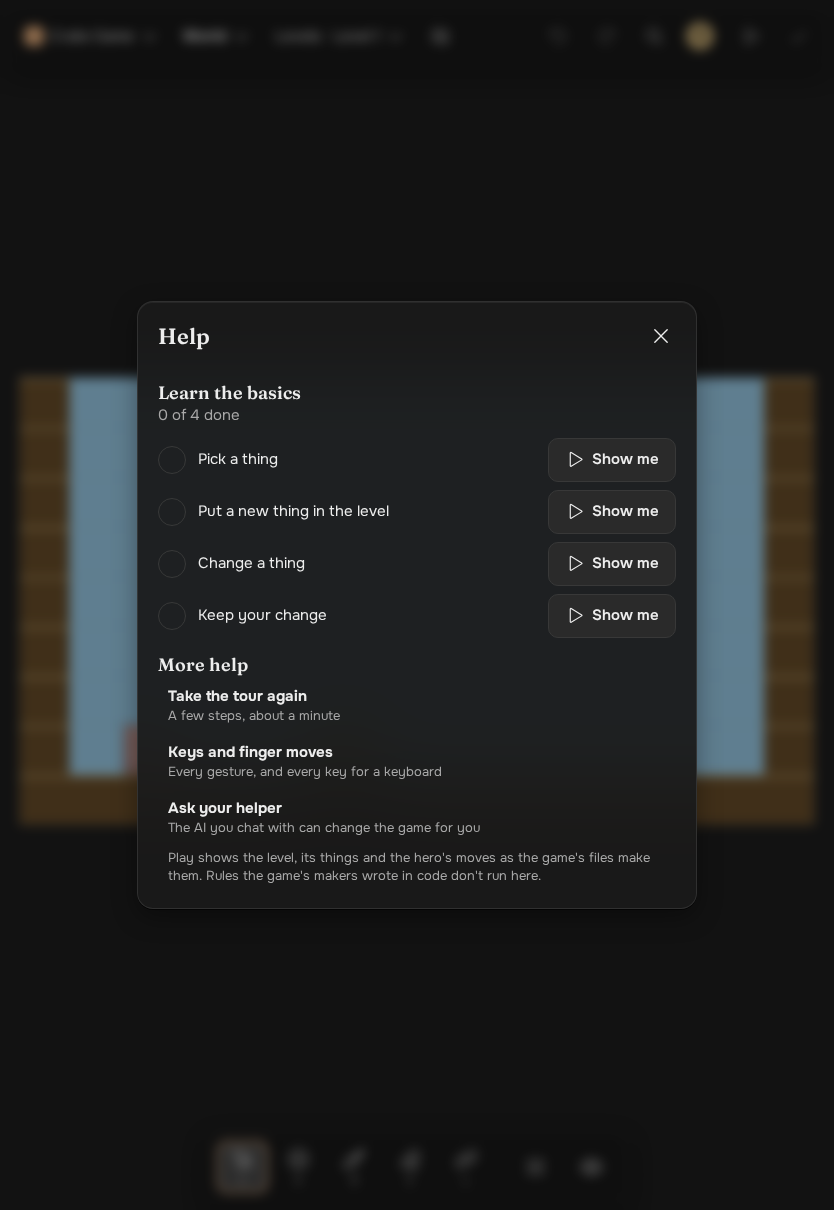 Help
Learn the basics
0 of 4 done
Pick a thing
Show me
Put a new thing in the level
Show me
Change a thing
Show me
Keep your change
Show me
More help
Take the tour again
A few steps, about a minute
Keys and finger moves
Every gesture, and every key for a keyboard
Ask your helper
The AI you chat with can change the game for you
Play shows the level, its things and the hero's moves as the game's files make
them. Rules the game's makers wrote in code don't run here.